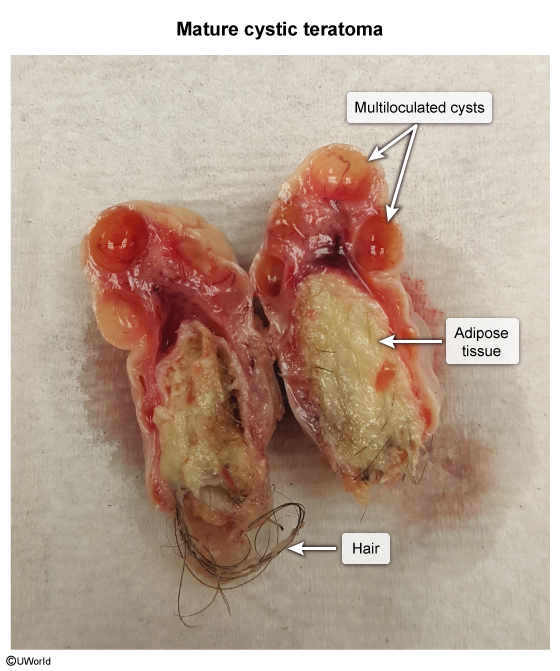 Mature cystic teratoma
Multiloculated cysts
Adipose
tissue
Hair
©UWorld